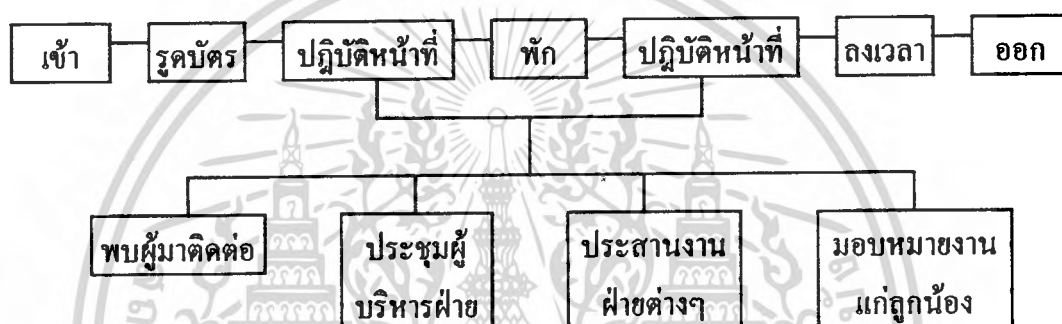 เข้า
รูดบัตร
ปฎิบัติหน้าที่
พัก
ปฎิบัติหน้าที่
ลงเวลา
ออก
พบผู้มาติดต่อ
ประชุมผู้
บริหารฝ่าย
ประสานงาน
ฝ่ายต่างๆ
มอบหมายงาน
แก่ลูกน้อง